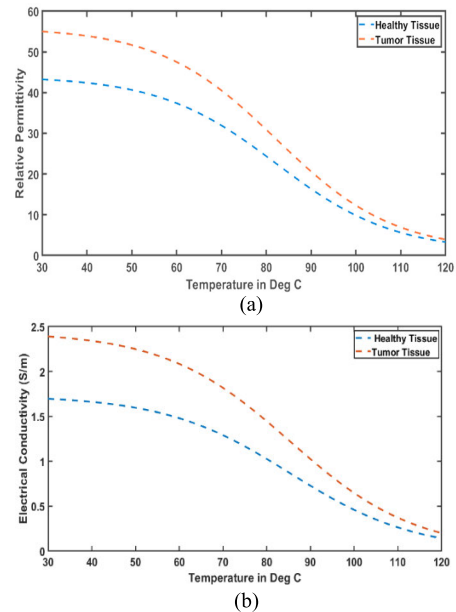 60
50
40
30
20
10
0
Relative Permittivity
Healthy Tissue
Tumor Tissue
30 40 50 60 70 80 90 100 110 120
Temperature in Deg C
(a)
2.5
2
1.5
1
0.5
0
Electrical Conductivity (S/m)
Healthy Tissue
Tumor Tissue
30 40 50 60 70 80 90 100 110 120
Temperature in Deg C
(b)